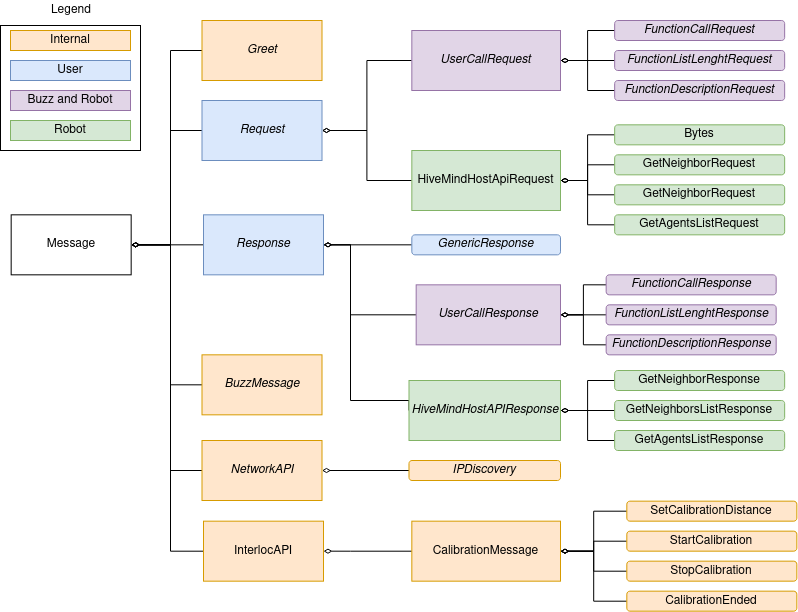 Legend
Internal
User
Buzz and Robot
Robot
Message
Greet
Request
Response
BuzzMessage
NetworkAPI
InterlocAPI
UserCallRequest
HiveMindHostApiRequest
GenericResponse
UserCallResponse
HiveMindHostAPIResponse
IPDiscovery
CalibrationMessage
FunctionCallRequest
FunctionListLenghtRequest
FunctionDescriptionRequest
Bytes
GetNeighborRequest
GetNeighborRequest
GetAgentsListRequest
FunctionCallResponse
FunctionListLenghtResponse
FunctionDescriptionResponse
GetNeighborResponse
GetNeighborsListResponse
GetAgentsListResponse
SetCalibrationDistance
StartCalibration
StopCalibration
CalibrationEnded